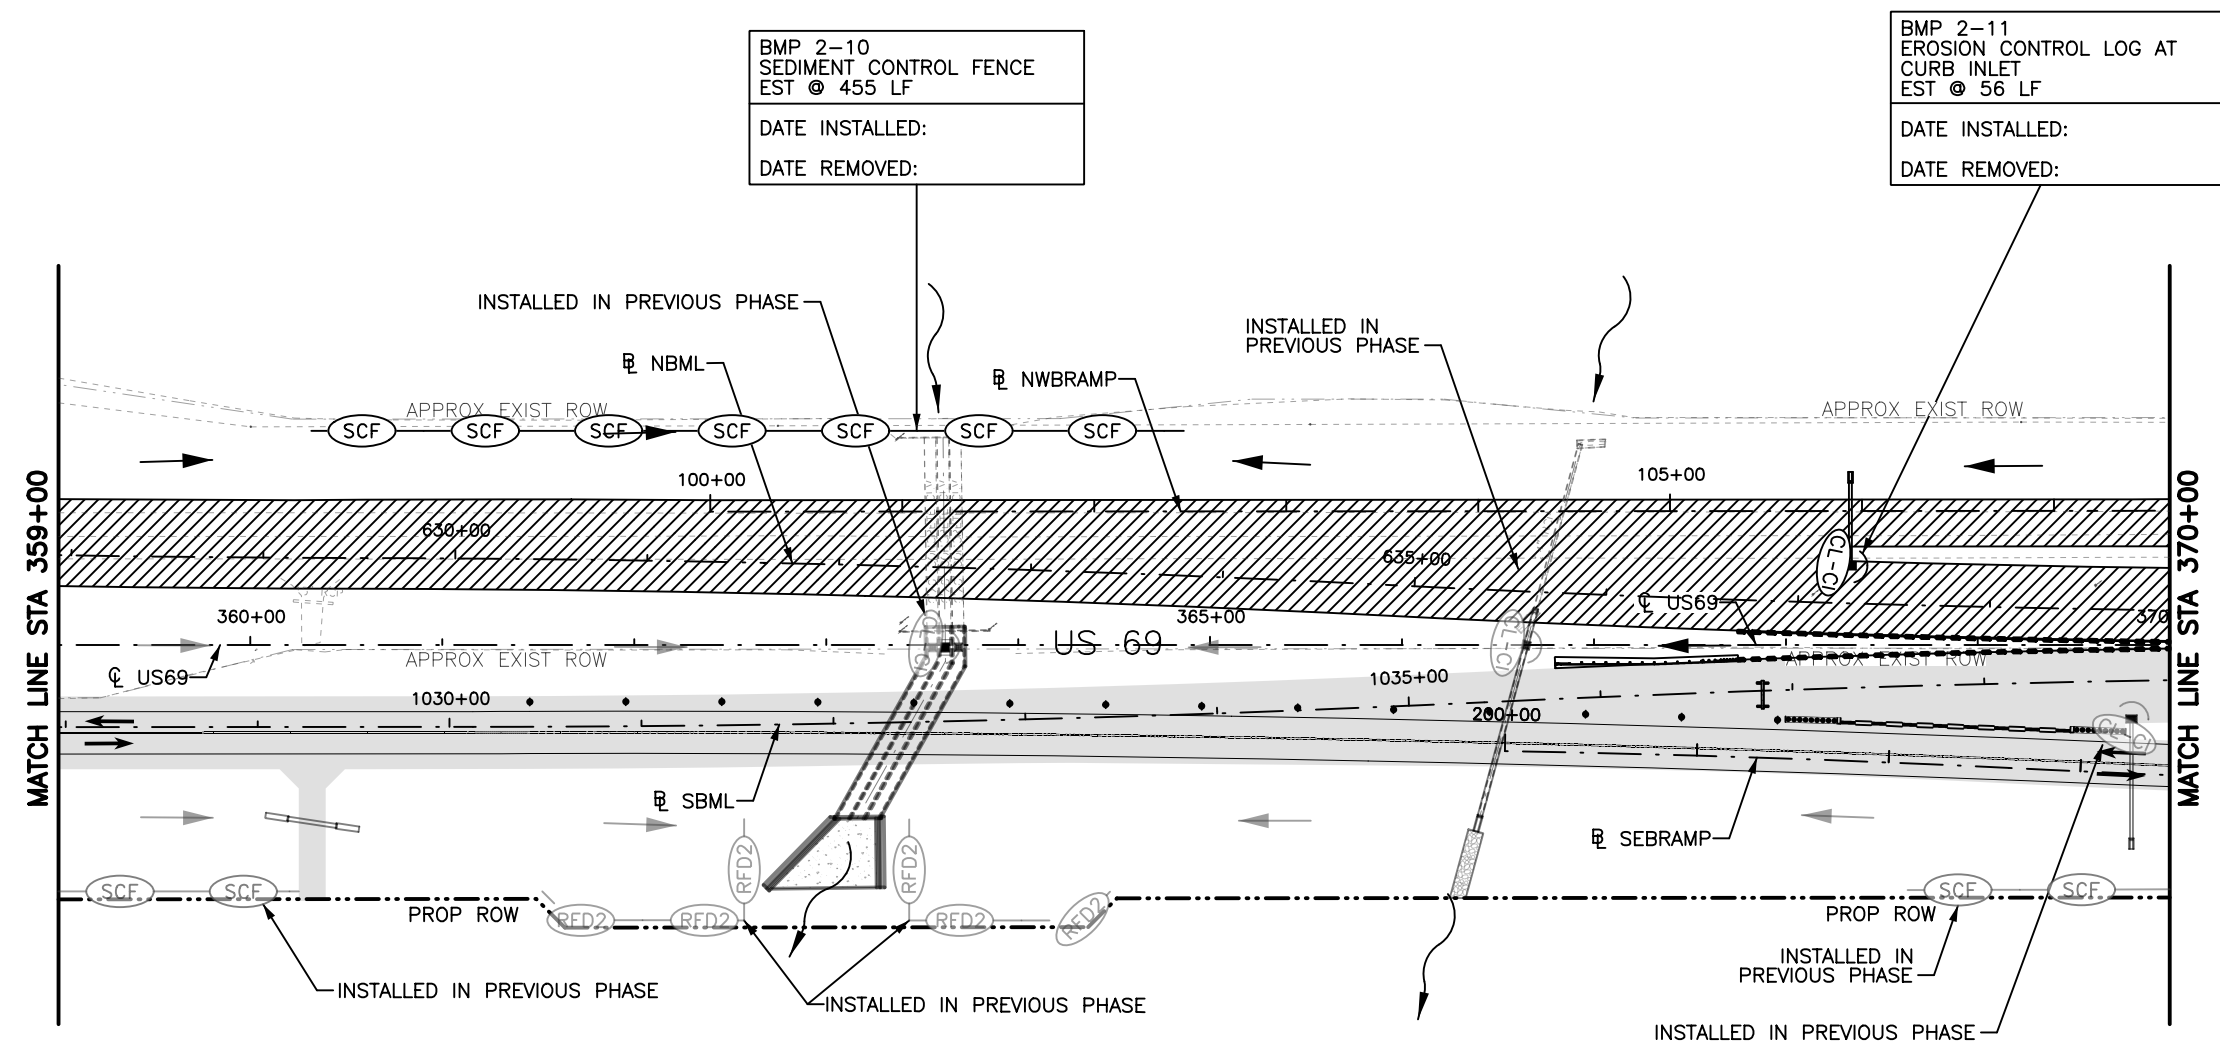 BMP 2-10
SEDIMENT CONTROL FENCE
EST @ 455 LF
DATE INSTALLED:
DATE REMOVED:
BMP 2-11
EROSION CONTROL LOG AT
CURB INLET
EST @ 56 LF
DATE INSTALLED:
DATE REMOVED:
INSTALLED IN PREVIOUS PHASE
INSTALLED IN
PREVIOUS PHASE
BL NBML
BL NWBRAMP
APPROX EXIST ROW
APPROX EXIST ROW
SCF
SCF
SCF
SCF
SCF
SCF
SCF
100+00
105+00
630+00
635+00
CL-CI
MATCH LINE STA 359+00
MATCH LINE STA 370+00
360+00
365+00
370
CL US69
US 69
CL-CI
CL-CI
CL US69
APPROX EXIST ROW
APPROX EXIST ROW
1030+00
1035+00
200+00
CL-CI
BL SBML
BL SEBRAMP
RFD2
RFD2
SCF
SCF
SCF
SCF
PROP ROW
PROP ROW
RFD2
RFD2
RFD2
RFD2
INSTALLED IN PREVIOUS PHASE
INSTALLED IN PREVIOUS PHASE
INSTALLED IN
PREVIOUS PHASE
INSTALLED IN PREVIOUS PHASE